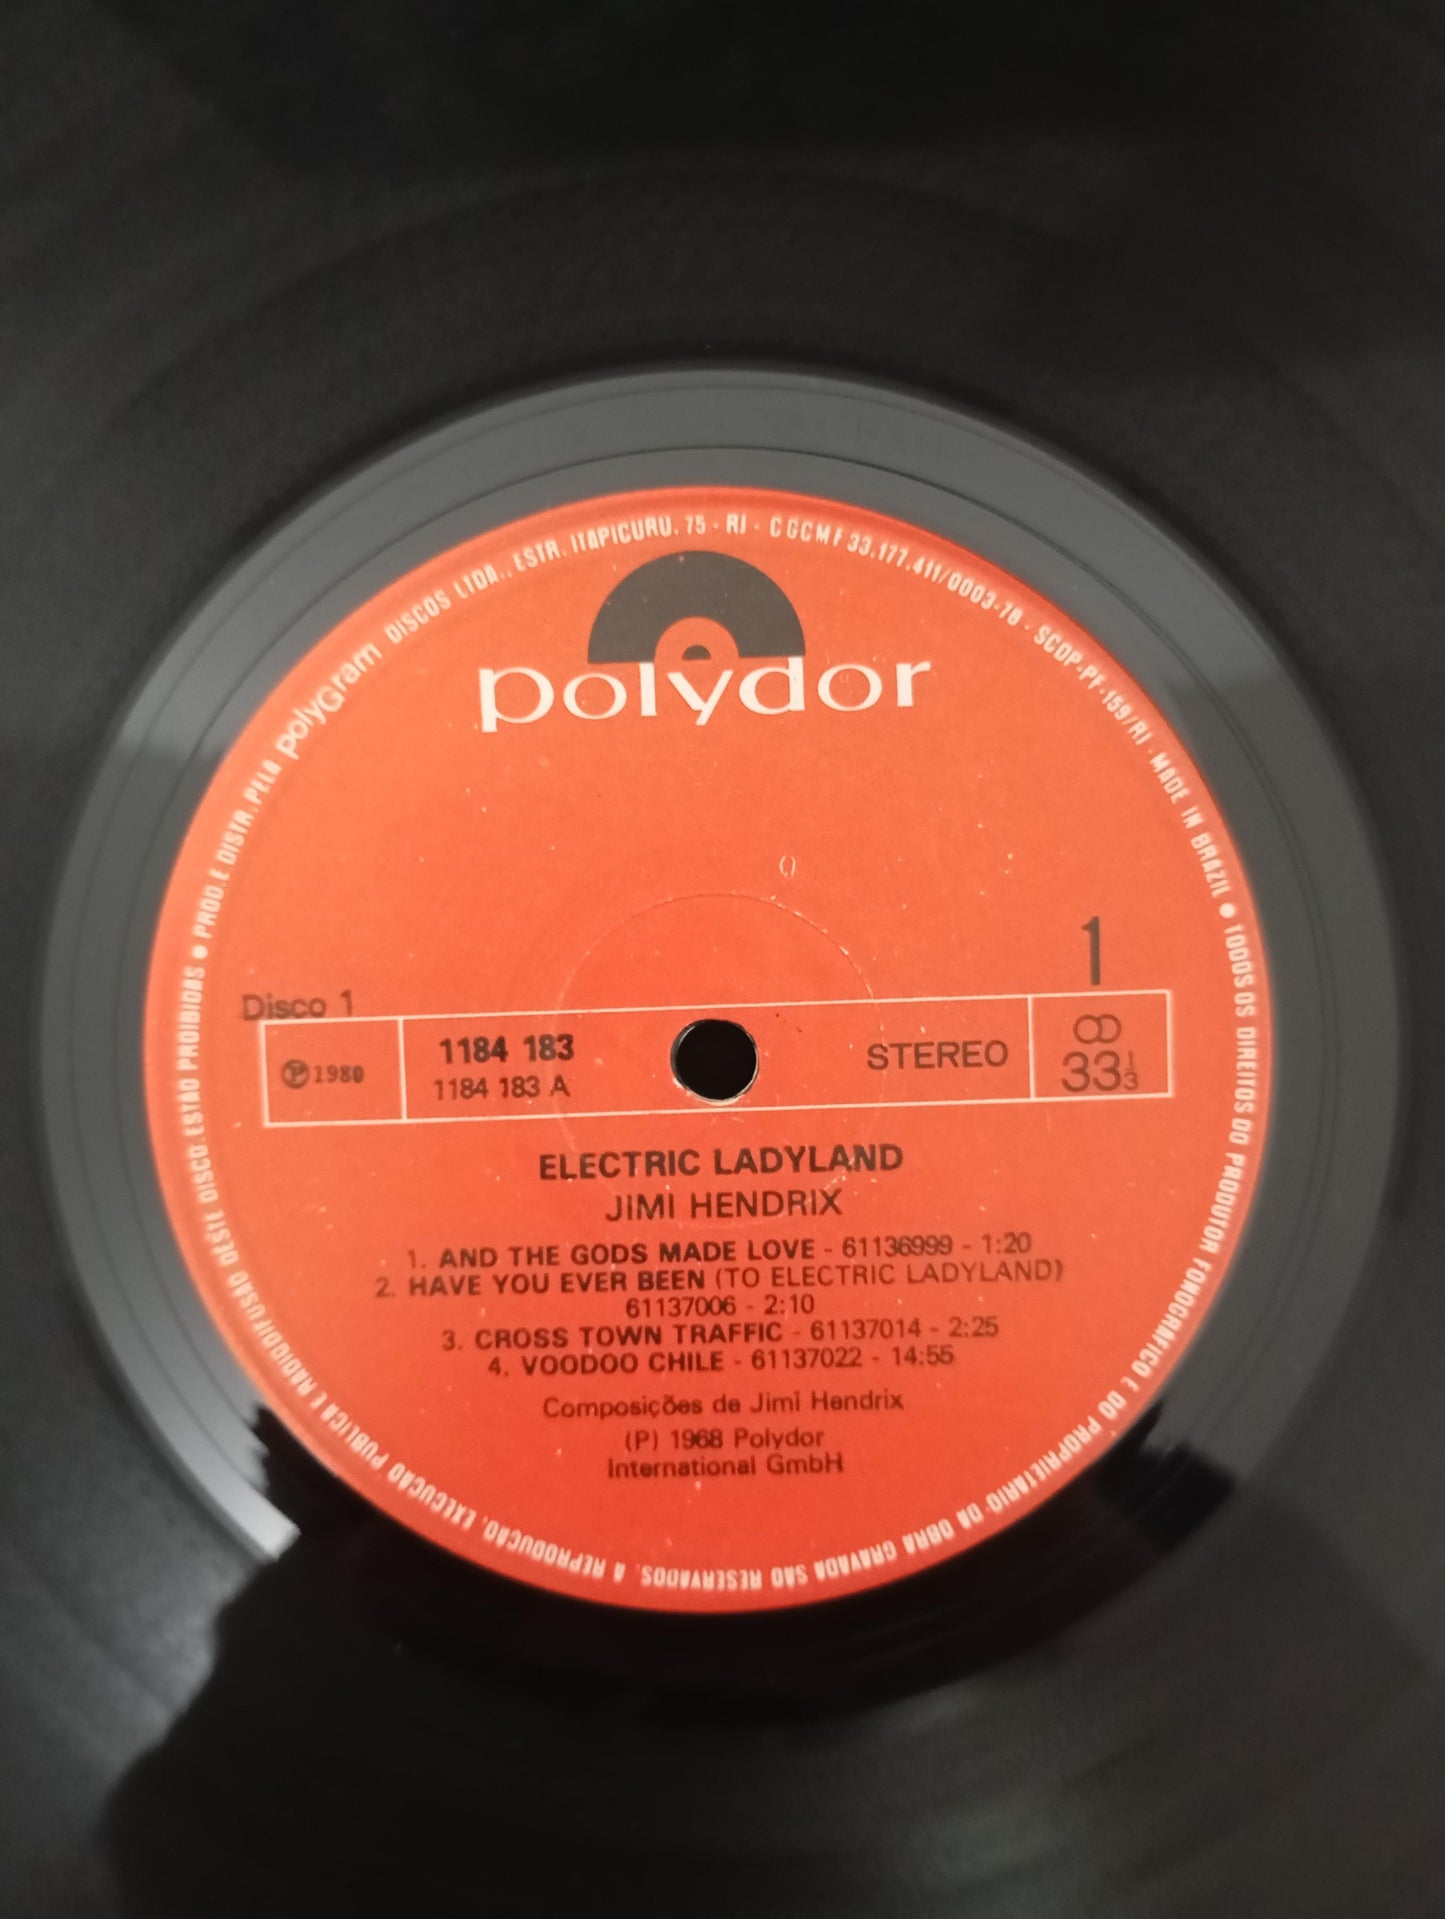 PROD. E DISTR. PELA polyGram DISCOS LTDA., ESTR. ITAPICURU, 75 - RJ - CGCMF 33.177.411/0003-78 - SCDP-PF-159/RJ - MADE IN BRAZIL ● TODOS OS DIREITOS DO PRODUTOR FONOGRÁFICO E DO PROPRIETÁRIO DA OBRA GRAVADA SÃO RESERVADOS. A REPRODUÇÃO, EXECUÇÃO PÚBLICA E RADIODIFUSÃO DESTE DISCO ESTÃO PROIBIDAS ●
polydor
1
Disco 1
℗ 1980
1184 183
1184 183 A
STEREO
33 1/3
ELECTRIC LADYLAND
JIMI HENDRIX
1. AND THE GODS MADE LOVE - 61136999 - 1:20
2. HAVE YOU EVER BEEN (TO ELECTRIC LADYLAND)
61137006 - 2:10
3. CROSS TOWN TRAFFIC - 61137014 - 2:25
4. VOODOO CHILE - 61137022 - 14:55
Composições de Jimi Hendrix
(P) 1968 Polydor
International GmbH